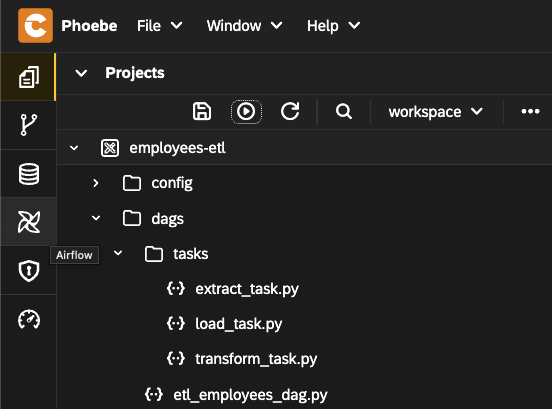 Phoebe File Window Help
Projects
workspace
employees-etl
config
dags
Airflow
tasks
extract_task.py
load_task.py
transform_task.py
etl_employees_dag.py